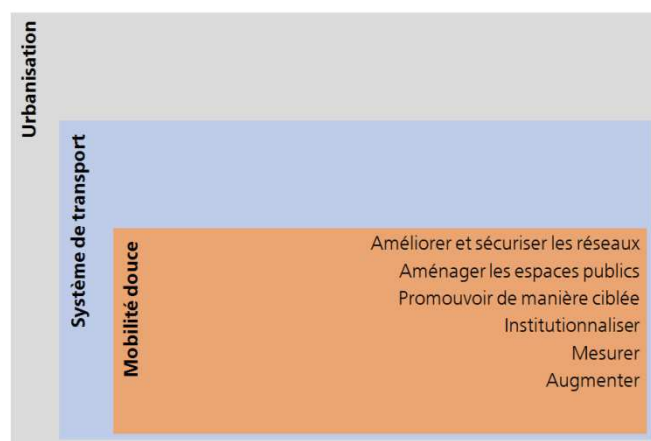 Urbanisation
Système de transport
Mobilité douce
Améliorer et sécuriser les réseaux
Aménager les espaces publics
Promouvoir de manière ciblée
Institutionnaliser
Mesurer
Augmenter